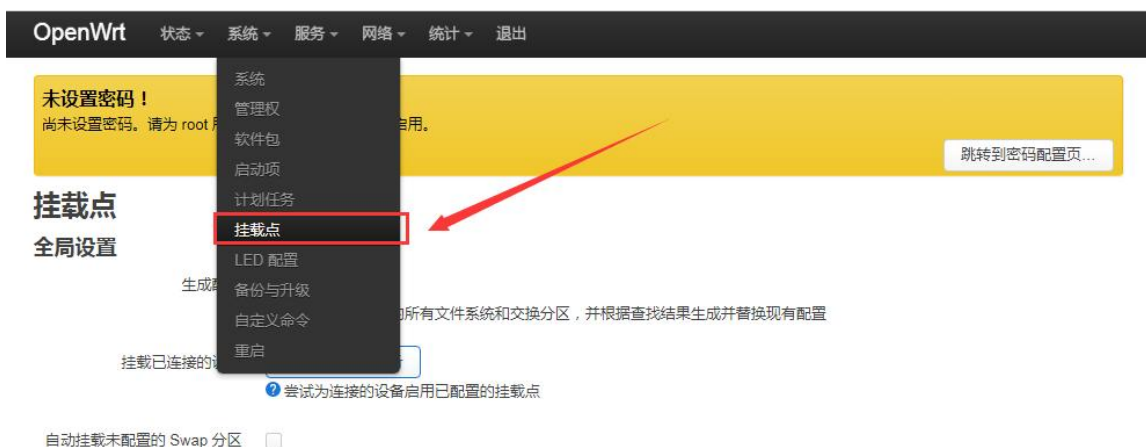 OpenWrt 状态 系统 服务 网络 统计 退出
系统
管理权
软件包
启动项
计划任务
挂载点
LED 配置
备份与升级
自定义命令
重启
未设置密码！
尚未设置密码。请为 root 启用。
跳转到密码配置页...
挂载点
全局设置
生成
所有文件系统和交换分区，并根据查找结果生成并替换现有配置
挂载已连接的
尝试为连接的设备启用已配置的挂载点
自动挂载未配置的 Swap 分区